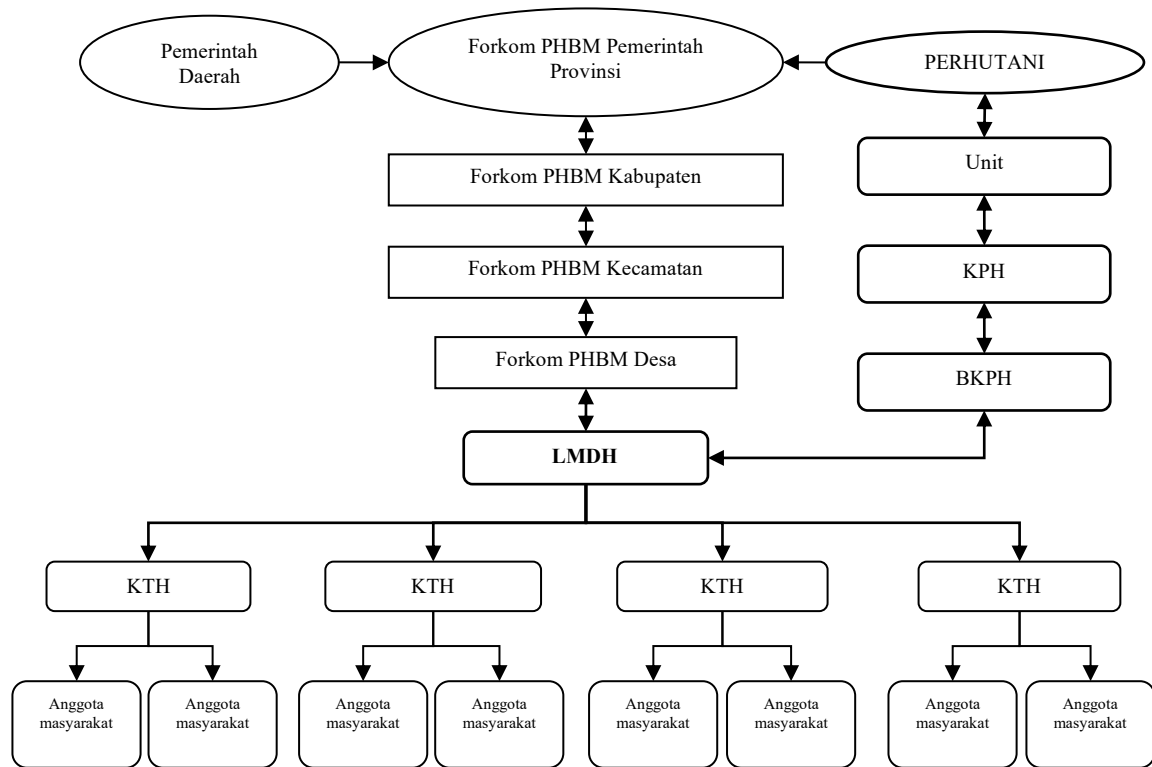 Pemerintah
Daerah
Forkom PHBM Pemerintah
Provinsi
PERHUTANI
Forkom PHBM Kabupaten
Unit
Forkom PHBM Kecamatan
KPH
Forkom PHBM Desa
BKPH
LMDH
KTH
KTH
KTH
KTH
Anggota
masyarakat
Anggota
masyarakat
Anggota
masyarakat
Anggota
masyarakat
Anggota
masyarakat
Anggota
masyarakat
Anggota
masyarakat
Anggota
masyarakat